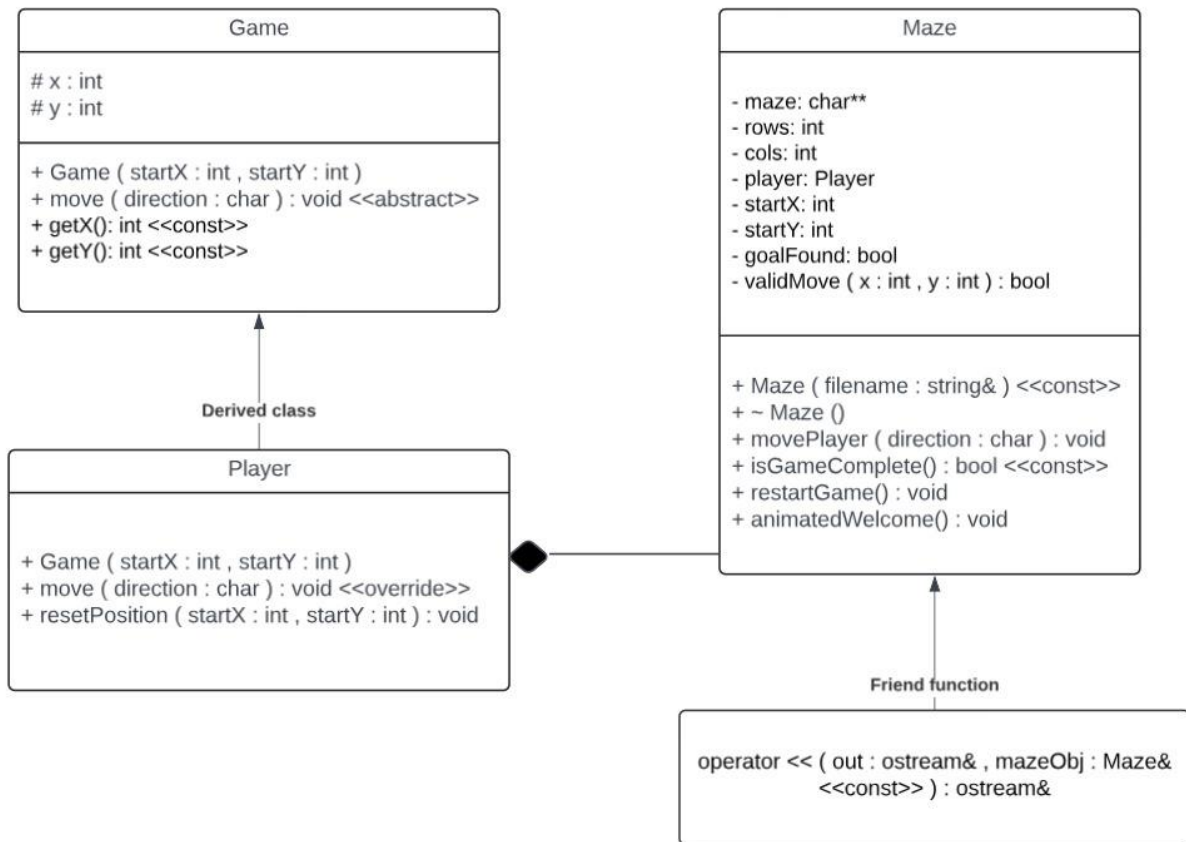 Game
# x : int
# y : int
+ Game ( startX : int , startY : int )
+ move ( direction : char ) : void <<abstract>>
+ getX(): int <<const>>
+ getY(): int <<const>>
Derived class
Player
+ Game ( startX : int , startY : int )
+ move ( direction : char ) : void <<override>>
+ resetPosition ( startX : int , startY : int ) : void
Maze
- maze: char**
- rows: int
- cols: int
- player: Player
- startX: int
- startY: int
- goalFound: bool
- validMove ( x : int , y : int ) : bool
+ Maze ( filename : string& ) <<const>>
+ ~ Maze ()
+ movePlayer ( direction : char ) : void
+ isGameComplete() : bool <<const>>
+ restartGame() : void
+ animatedWelcome() : void
Friend function
operator << ( out : ostream& , mazeObj : Maze&
<<const>> ) : ostream&